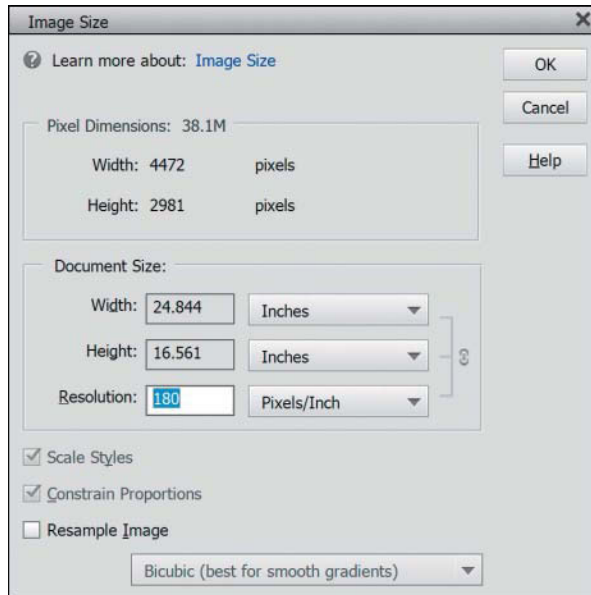 Image Size
Learn more about: Image Size
OK
Cancel
Help
Pixel Dimensions: 38.1M
Width: 4472 pixels
Height: 2981 pixels
Document Size:
Width: 24.844 Inches
Height: 16.561 Inches
Resolution: 180 Pixels/Inch
Scale Styles
Constrain Proportions
Resample Image
Bicubic (best for smooth gradients)